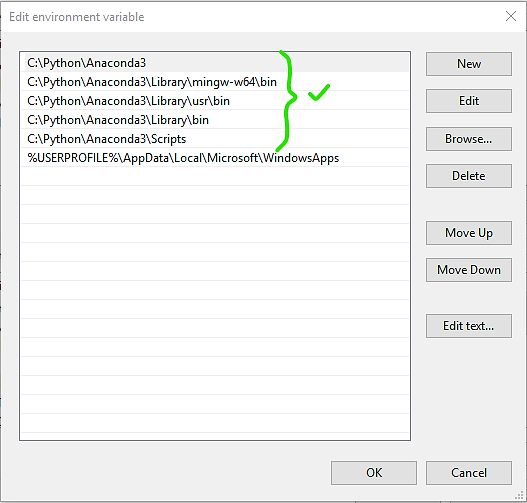 Edit environment variable
C:\Python\Anaconda3
C:\Python\Anaconda3\Library\mingw-w64\bin
C:\Python\Anaconda3\Library\usr\bin
C:\Python\Anaconda3\Library\bin
C:\Python\Anaconda3\Scripts
%USERPROFILE%\AppData\Local\Microsoft\WindowsApps
New
Edit
Browse...
Delete
Move Up
Move Down
Edit text...
OK
Cancel